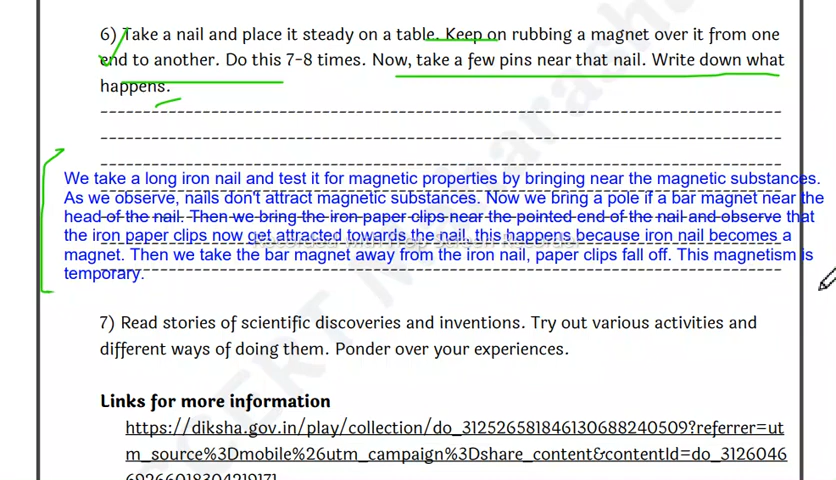 6) Take a nail and place it steady on a table. Keep on rubbing a magnet over it from one
end to another. Do this 7-8 times. Now, take a few pins near that nail. Write down what
happens.
We take a long iron nail and test it for magnetic properties by bringing near the magnetic substances.
As we observe, nails don't attract magnetic substances. Now we bring a pole if a bar magnet near the
head of the nail. Then we bring the iron paper clips near the pointed end of the nail and observe that
the iron paper clips now get attracted towards the nail, this happens because iron nail becomes a
magnet. Then we take the bar magnet away from the iron nail, paper clips fall off. This magnetism is
temporary.
7) Read stories of scientific discoveries and inventions. Try out various activities and
different ways of doing them. Ponder over your experiences.
Links for more information
https://diksha.gov.in/play/collection/do_31252658184613068824​0509?referrer=ut
m_source%3Dmobile%26utm_campaign%3Dshare_content&contentId=do_3126046